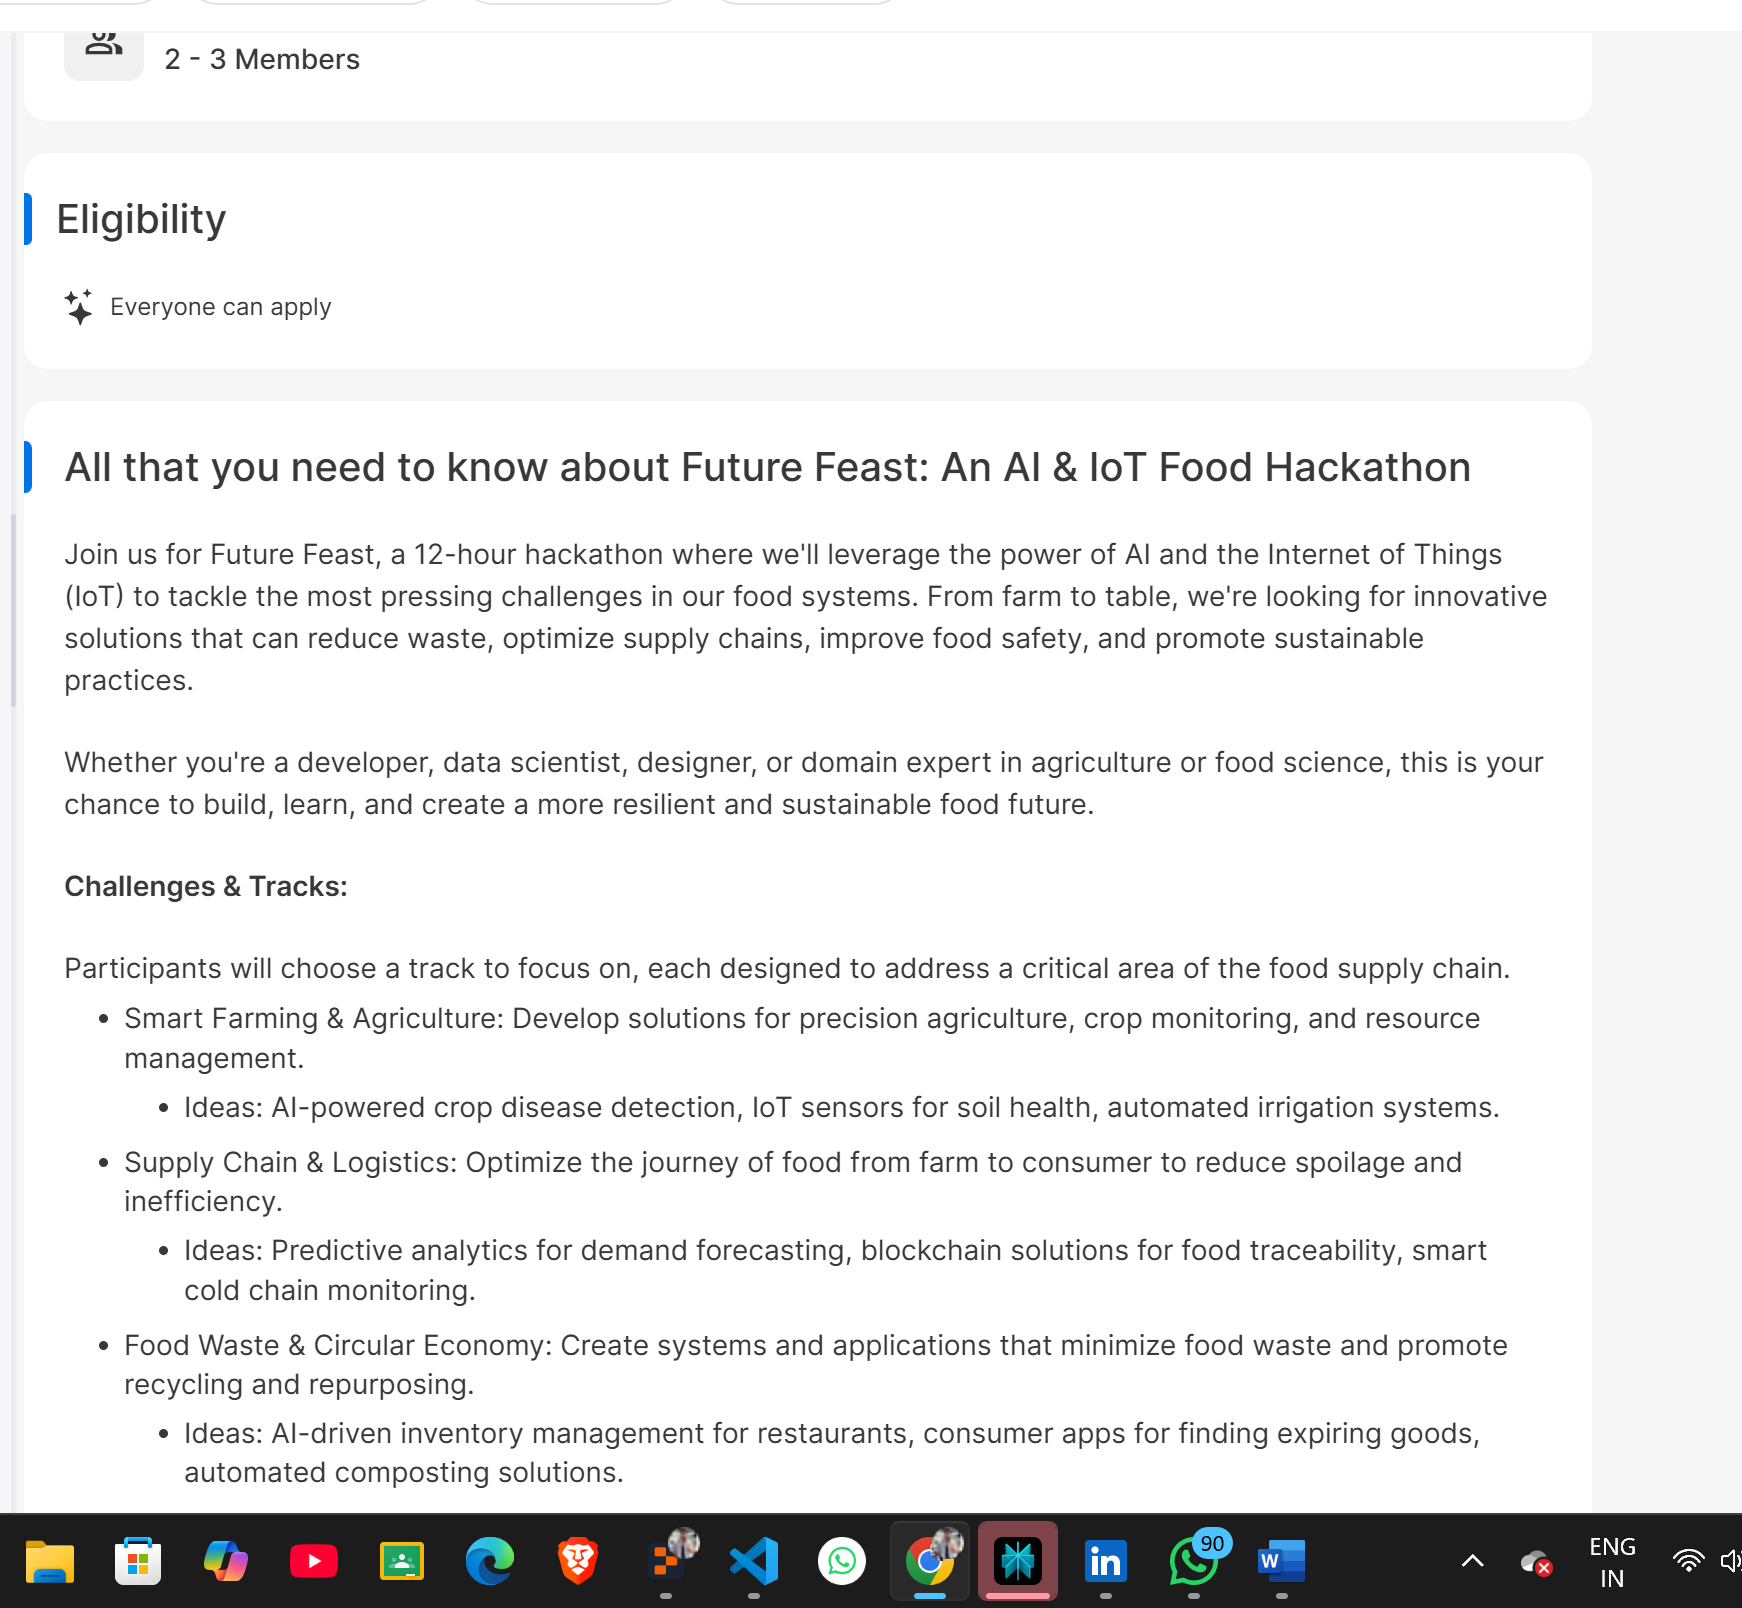 2 - 3 Members
Eligibility
Everyone can apply
All that you need to know about Future Feast: An AI & IoT Food Hackathon
Join us for Future Feast, a 12-hour hackathon where we'll leverage the power of AI and the Internet of Things
(IoT) to tackle the most pressing challenges in our food systems. From farm to table, we're looking for innovative
solutions that can reduce waste, optimize supply chains, improve food safety, and promote sustainable
practices.
Whether you're a developer, data scientist, designer, or domain expert in agriculture or food science, this is your
chance to build, learn, and create a more resilient and sustainable food future.
Challenges & Tracks:
Participants will choose a track to focus on, each designed to address a critical area of the food supply chain.
• Smart Farming & Agriculture: Develop solutions for precision agriculture, crop monitoring, and resource
management.
• Ideas: AI-powered crop disease detection, IoT sensors for soil health, automated irrigation systems.
• Supply Chain & Logistics: Optimize the journey of food from farm to consumer to reduce spoilage and
inefficiency.
• Ideas: Predictive analytics for demand forecasting, blockchain solutions for food traceability, smart
cold chain monitoring.
• Food Waste & Circular Economy: Create systems and applications that minimize food waste and promote
recycling and repurposing.
• Ideas: AI-driven inventory management for restaurants, consumer apps for finding expiring goods,
automated composting solutions.
in
90
W
ENG
IN